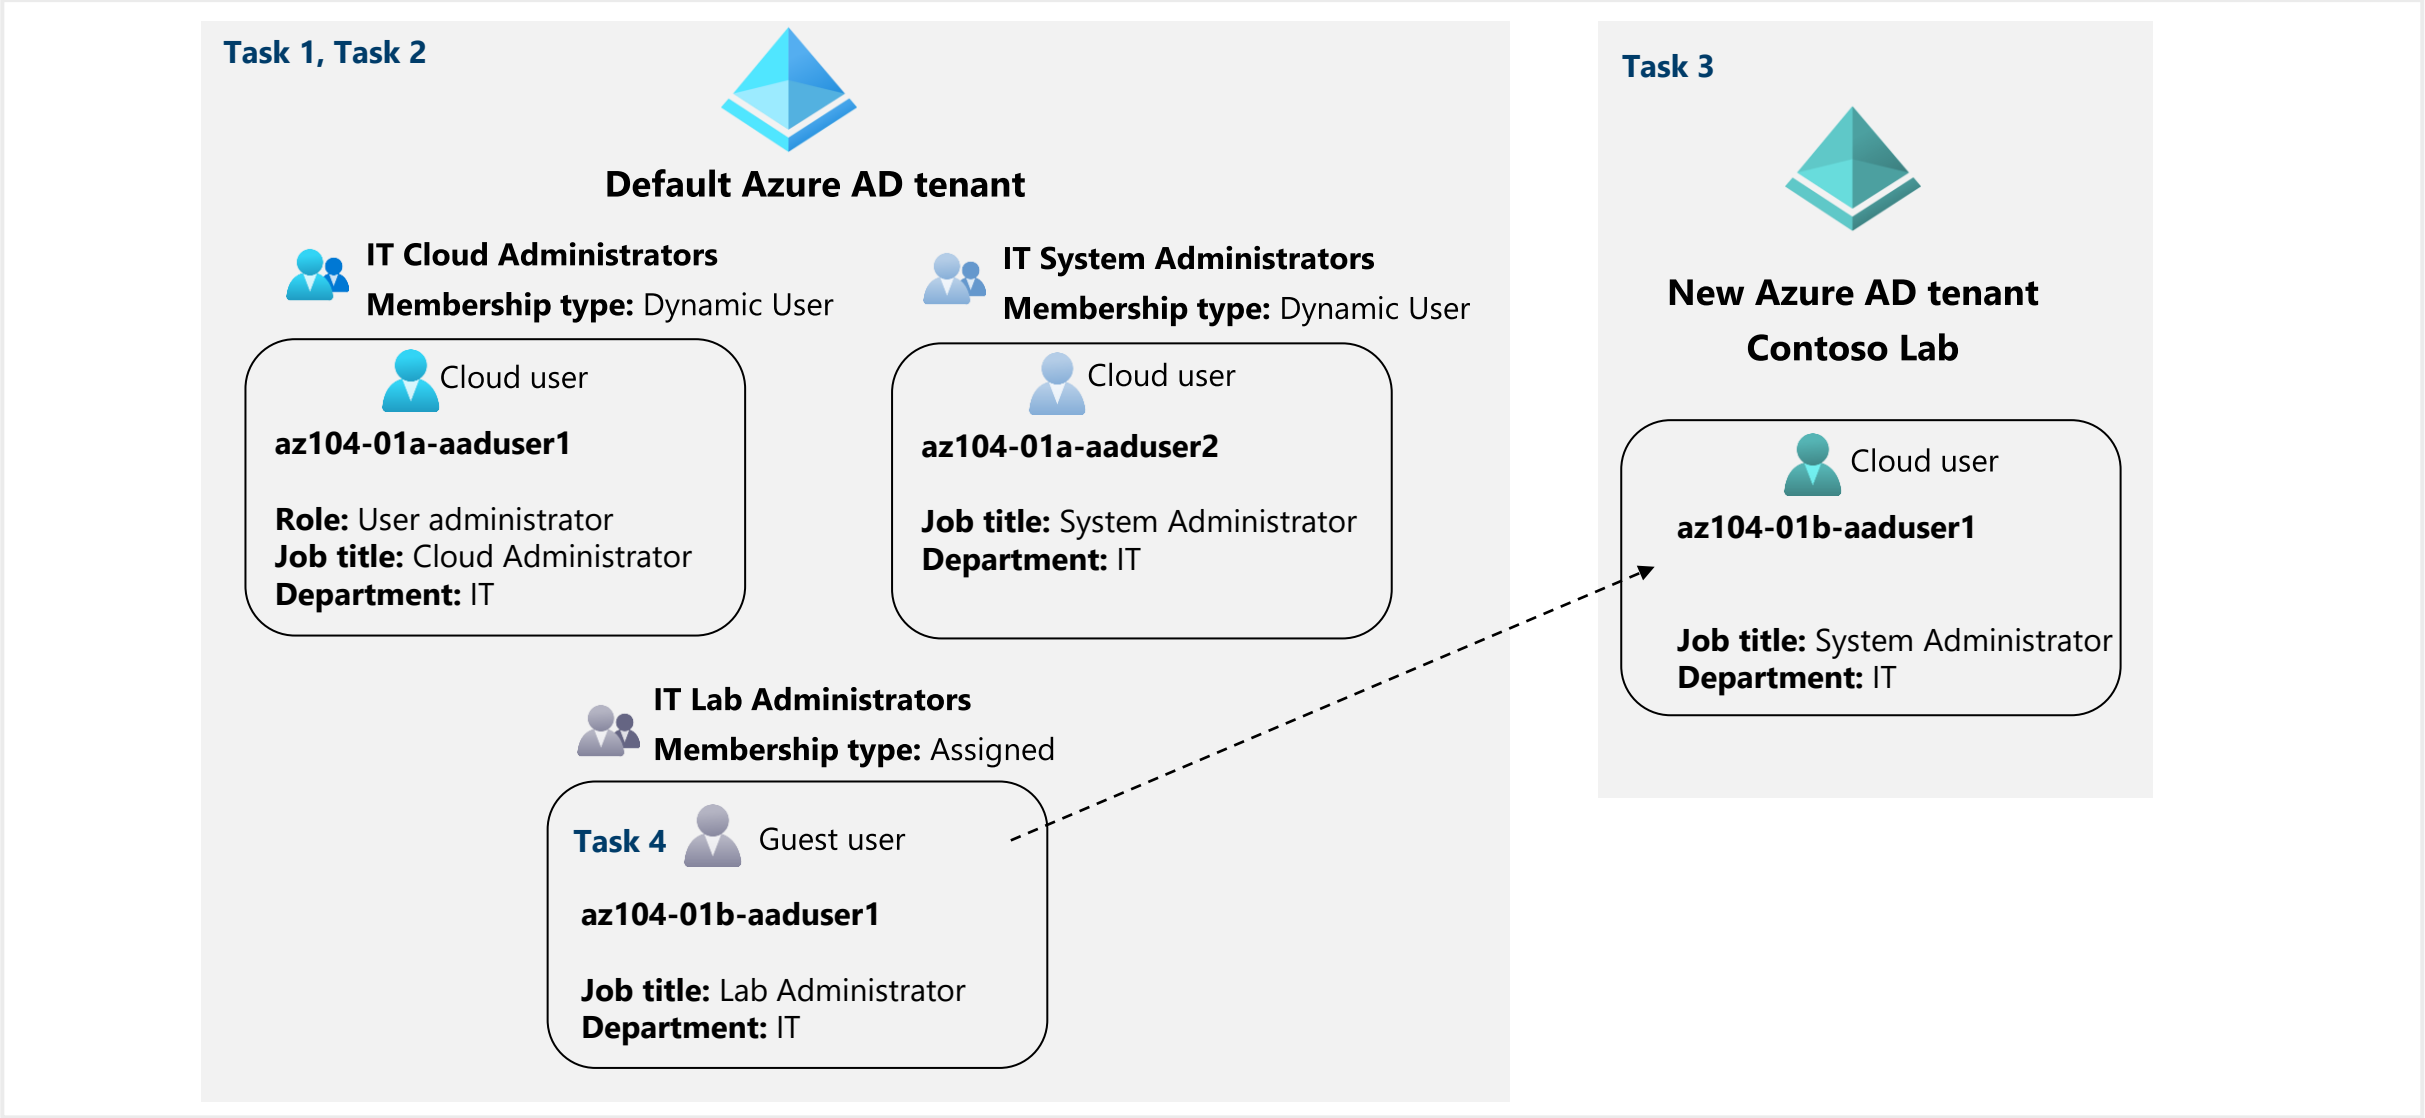 Task 1, Task 2
Default Azure AD tenant
IT Cloud Administrators
Membership type: Dynamic User
Cloud user
az104-01a-aaduser1
Role: User administrator
Job title: Cloud Administrator
Department: IT
IT System Administrators
Membership type: Dynamic User
Cloud user
az104-01a-aaduser2
Job title: System Administrator
Department: IT
IT Lab Administrators
Membership type: Assigned
Task 4
Guest user
az104-01b-aaduser1
Job title: Lab Administrator
Department: IT
Task 3
New Azure AD tenant
Contoso Lab
Cloud user
az104-01b-aaduser1
Job title: System Administrator
Department: IT